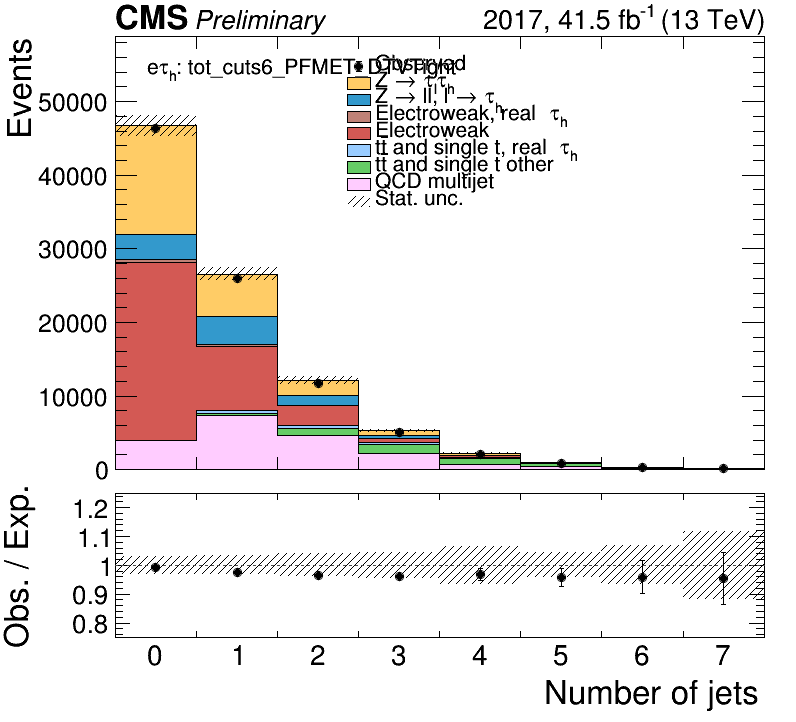 CMS Preliminary 2017, 41.5 fb⁻¹ (13 TeV)
Events
eτh: tot_cuts6_PFMET
Observed
Z → τlτh
Z → ll, l → τh
Electroweak, real τh
Electroweak
tt̄ and single t, real τh
tt̄ and single t other
QCD multijet
Stat. unc.
50000
40000
30000
20000
10000
0
Obs. / Exp.
1.2
1.1
1
0.9
0.8
0 1 2 3 4 5 6 7
Number of jets